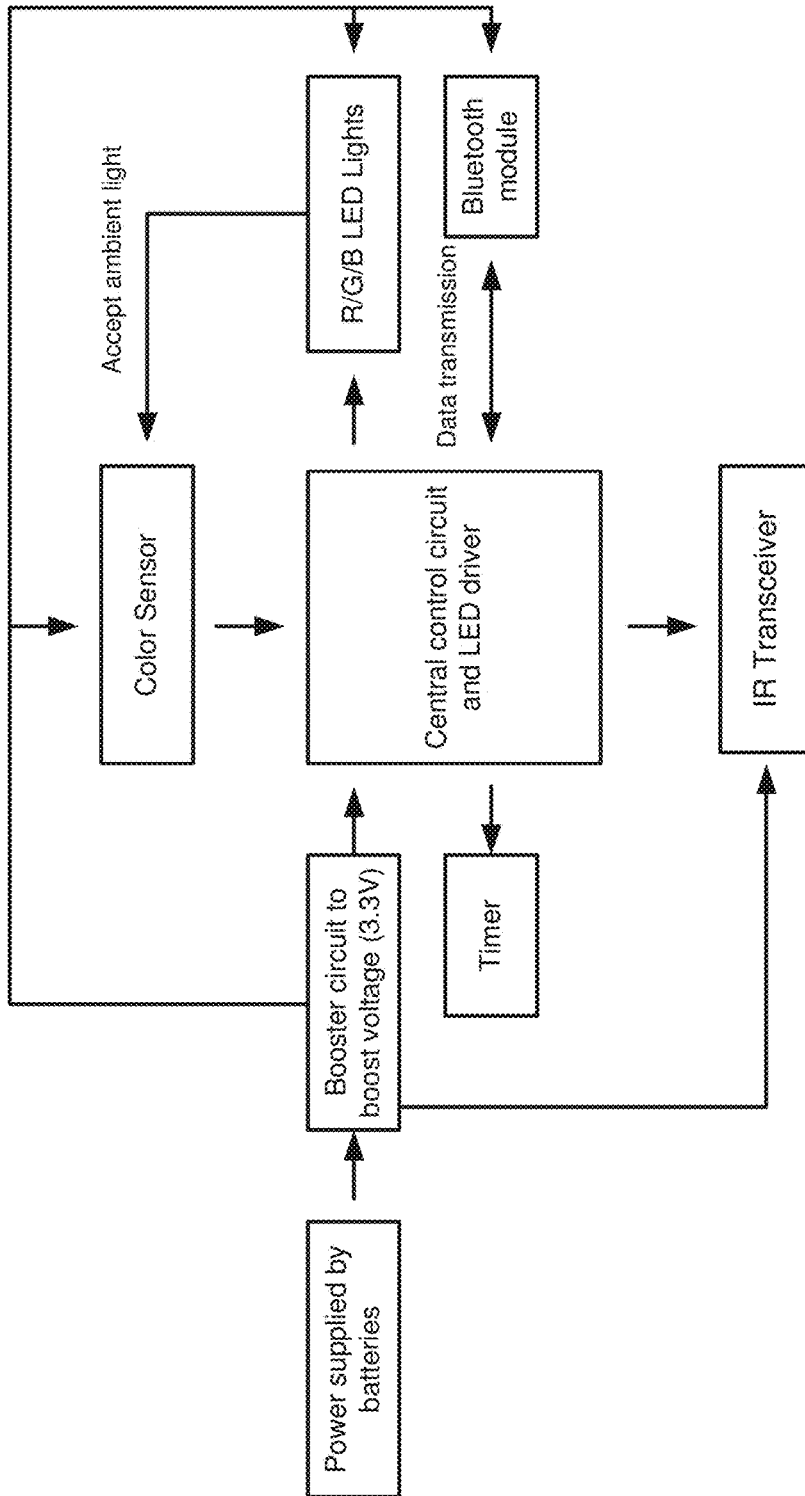 Power supplied by
batteries
Booster circuit to
boost voltage (3.3V)
Timer
Color Sensor
Central control circuit
and LED driver
IR Transceiver
Accept ambient light
R/G/B LED Lights
Data transmission
Bluetooth
module